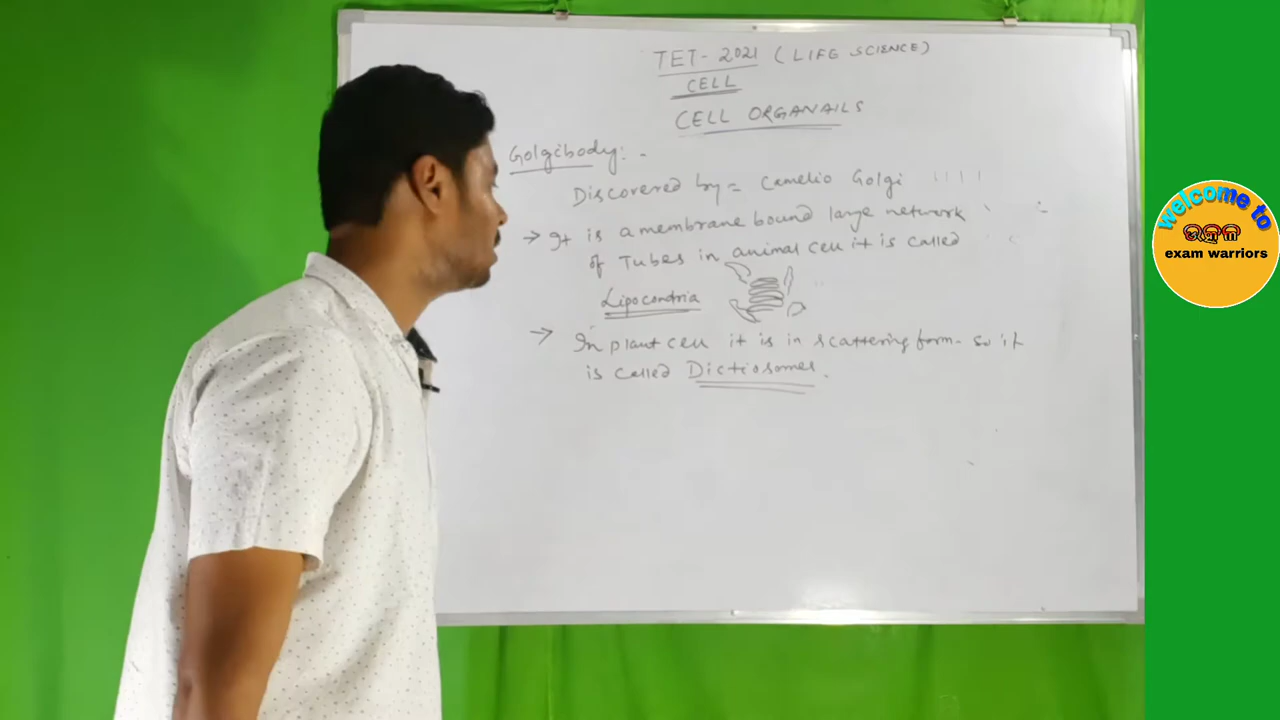 TET- 2021 (LIFE SCIENCE)
CELL
CELL ORGANAILS
Golgibody:-
Discovered by = Camelio Golgi
→ It is a membrane bound large network
of Tubes in animal cell it is called
Lipocondria
→ In plant cell it is in scattering form. so it
is called Dictiosomes.
welcome to
exam warriors